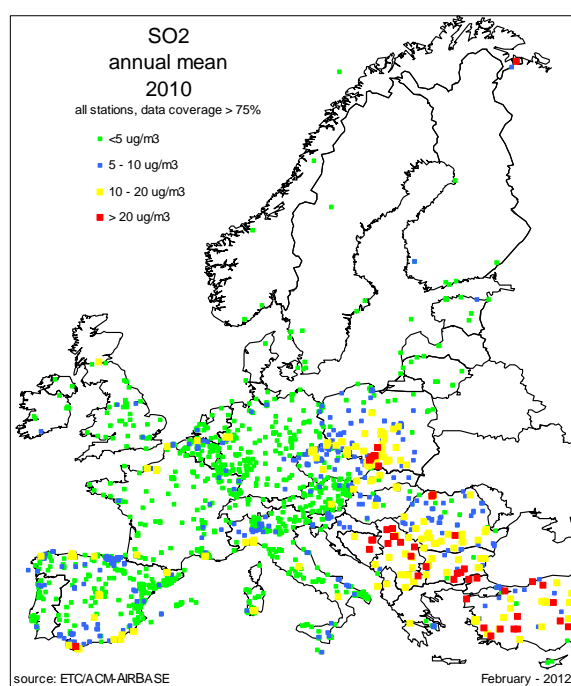 SO2
annual mean
2010
all stations, data coverage > 75%
<5 ug/m3
5 - 10 ug/m3
10 - 20 ug/m3
> 20 ug/m3
source: ETC/ACM-AIRBASE
February - 2012